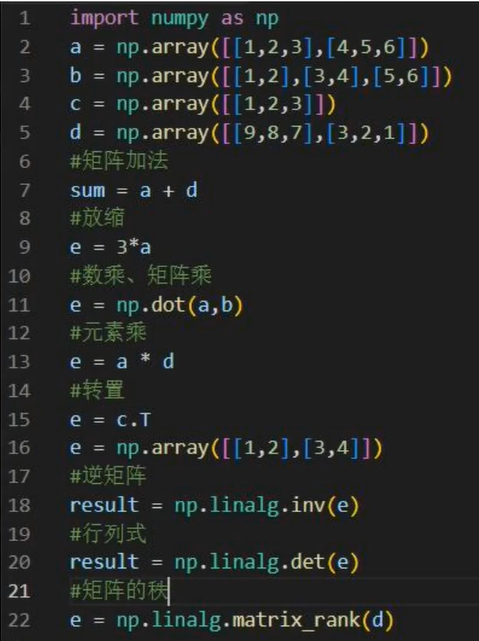 1 import numpy as np
2 a = np.array([[1,2,3],[4,5,6]])
3 b = np.array([[1,2],[3,4],[5,6]])
4 c = np.array([[1,2,3]])
5 d = np.array([[9,8,7],[3,2,1]])
6 #矩阵加法
7 sum = a + d
8 #放缩
9 e = 3*a
10 #数乘、矩阵乘
11 e = np.dot(a,b)
12 #元素乘
13 e = a * d
14 #转置
15 e = c.T
16 e = np.array([[1,2],[3,4]])
17 #逆矩阵
18 result = np.linalg.inv(e)
19 #行列式
20 result = np.linalg.det(e)
21 #矩阵的秩
22 e = np.linalg.matrix_rank(d)